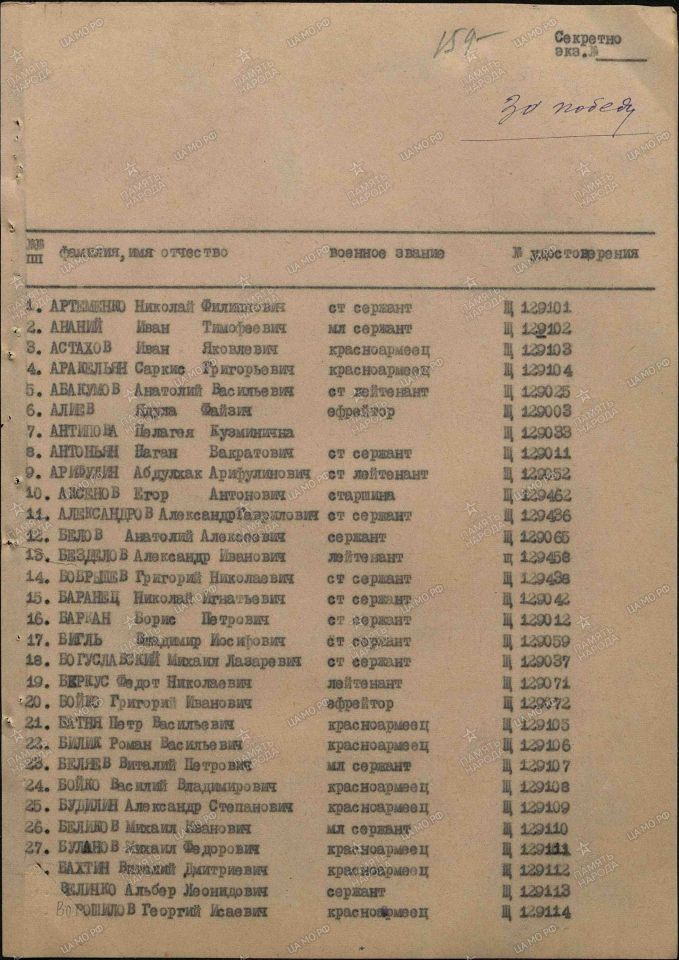 159-
Секретно
экз.№
За победу
№№ фамилия,имя отчество военное звание № удостоверения
пп
1. АРТЕМЕНКО Николай Филиппович ст сержант Щ 129101
2. АНАНИЙ Иван Тимофеевич мл сержант Щ 129102
3. АСТАХОВ Иван Яковлевич красноармеец Щ 129103
4. АРАКЕЛЬЯН Саркис Григорьевич красноармеец Щ 129104
5. АБАКУМОВ Анатолий Васильевич ст лейтенант Щ 129025
6. АЛИЕВ Файзич ефрейтор Щ 129003
7. АНТИПОВА Пелагея Кузминична Щ 129033
8. АНТОНЬЯН Ваган Вакратович ст сержант Щ 129011
9. АРИФУЛИН Абдулхак Арифулинович ст лейтенант Щ 129052
10. АКСЕНОВ Егор Антонович старшина Щ 129462
11. АЛЕКСАНДРОВ Александр Гаврилович ст сержант Щ 129436
12. БЕЛОВ Анатолий Алексеевич сержант Щ 129065
13. БЕЗДЕЛОВ Александр Иванович лейтенант Щ 129458
14. БОБРЫШЕВ Григорий Николаевич ст сержант Щ 129438
15. БАРАНЕЦ Николай Игнатьевич ст сержант Щ 129042
16. БАРБАН Борис Петрович ст сержант Щ 129012
17. БИГЛЬ Владимир Иосифович ст сержант Щ 129059
18. БОГУСЛАВСКИЙ Михаил Лазаревич ст сержант Щ 129037
19. БЕРКУС Федот Николаевич лейтенант Щ 129071
20. БОЙКО Григорий Иванович ефрейтор Щ 129072
21. БАТНЯ Петр Васильевич красноармеец Щ 129105
22. БИЛИК Роман Васильевич красноармеец Щ 129106
23. БЕЛЯЕВ Виталий Петрович мл сержант Щ 129107
24. БОЙКО Василий Владимирович красноармеец Щ 129108
25. БУДИЛИН Александр Степанович красноармеец Щ 129109
26. БЕЛИКОВ Михаил Иванович мл сержант Щ 129110
27. БУЛАНОВ Михаил Федорович красноармеец Щ 129111
. БАХТИН Виталий Дмитриевич красноармеец Щ 129112
ВЕЛИЧКО Альбер Леонидович сержант Щ 129113
ВОРОШИЛОВ Георгий Исаевич красноармеец Щ 129114